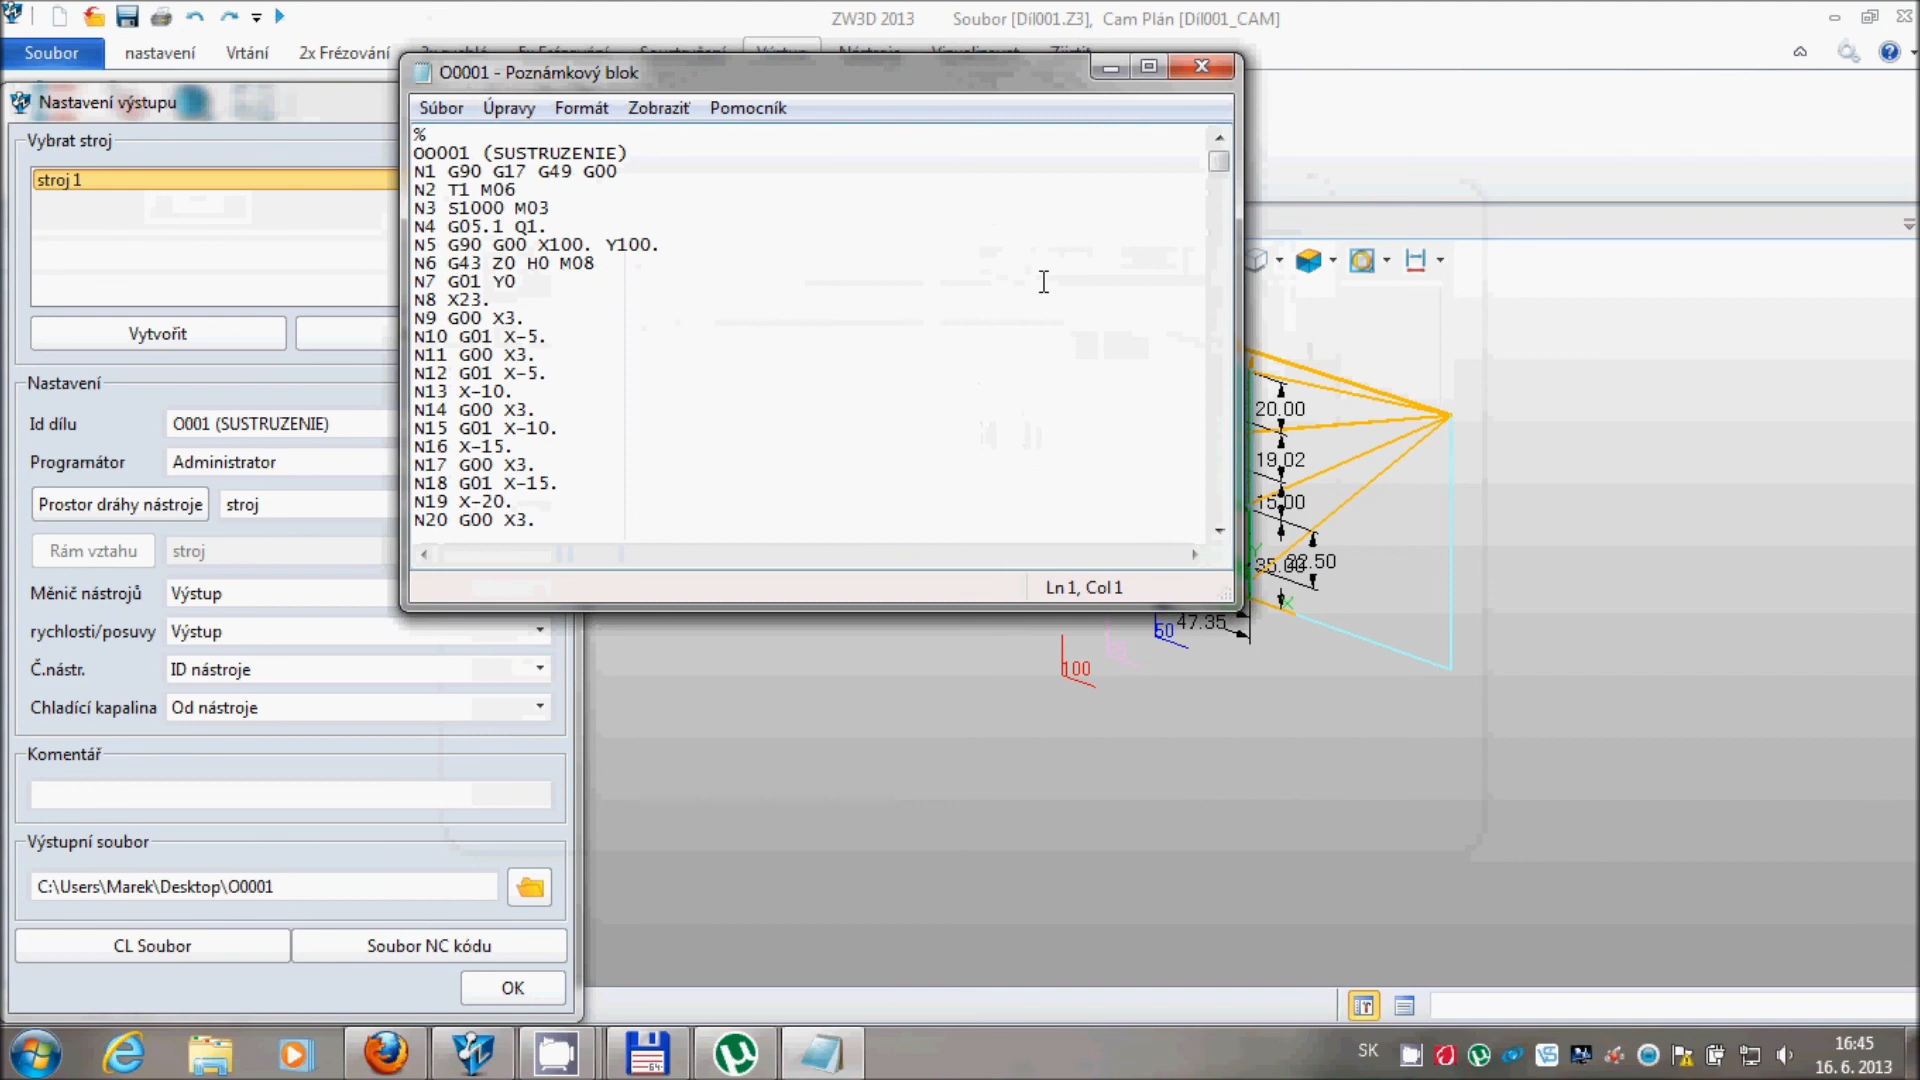 ZW3D 2013 Soubor [Díl001.Z3], Cam Plán [Díl001_CAM]
Soubor nastavení Vrtání 2x Frézování
Nastavení výstupu
Vybrat stroj
stroj 1
Vytvořit
Nastavení
Id dílu O001 (SUSTRUZENIE)
Programátor Administrator
Prostor dráhy nástroje stroj
Rám vztahu stroj
Měnič nástrojů Výstup
rychlosti/posuvy Výstup
Č.nástr. ID nástroje
Chladící kapalina Od nástroje
Komentář
Výstupní soubor
C:\Users\Marek\Desktop\O0001
CL Soubor Soubor NC kódu
OK
O0001 - Poznámkový blok
Súbor Úpravy Formát Zobraziť Pomocník
%
OO001 (SUSTRUZENIE)
N1 G90 G17 G49 G00
N2 T1 M06
N3 S1000 M03
N4 G05.1 Q1.
N5 G90 G00 X100. Y100.
N6 G43 Z0 H0 M08
N7 G01 Y0
N8 X23.
N9 G00 X3.
N10 G01 X-5.
N11 G00 X3.
N12 G01 X-5.
N13 X-10.
N14 G00 X3.
N15 G01 X-10.
N16 X-15.
N17 G00 X3.
N18 G01 X-15.
N19 X-20.
N20 G00 X3.
Ln 1, Col 1
20.00
19.02
15.00
35.00
22.50
47.35
50
100
Y
X
SK
16:45
16. 6. 2013